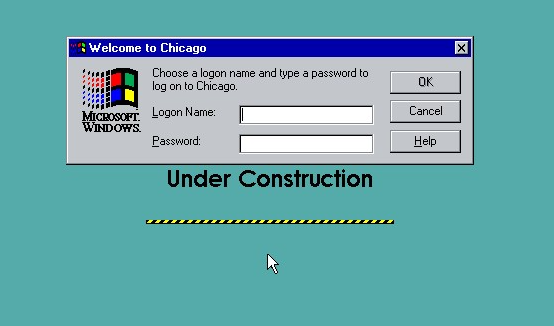 Welcome to Chicago
Choose a logon name and type a password to
log on to Chicago.
OK
Logon Name:
Cancel
Password:
Help
MICROSOFT.
WINDOWS.
Under Construction